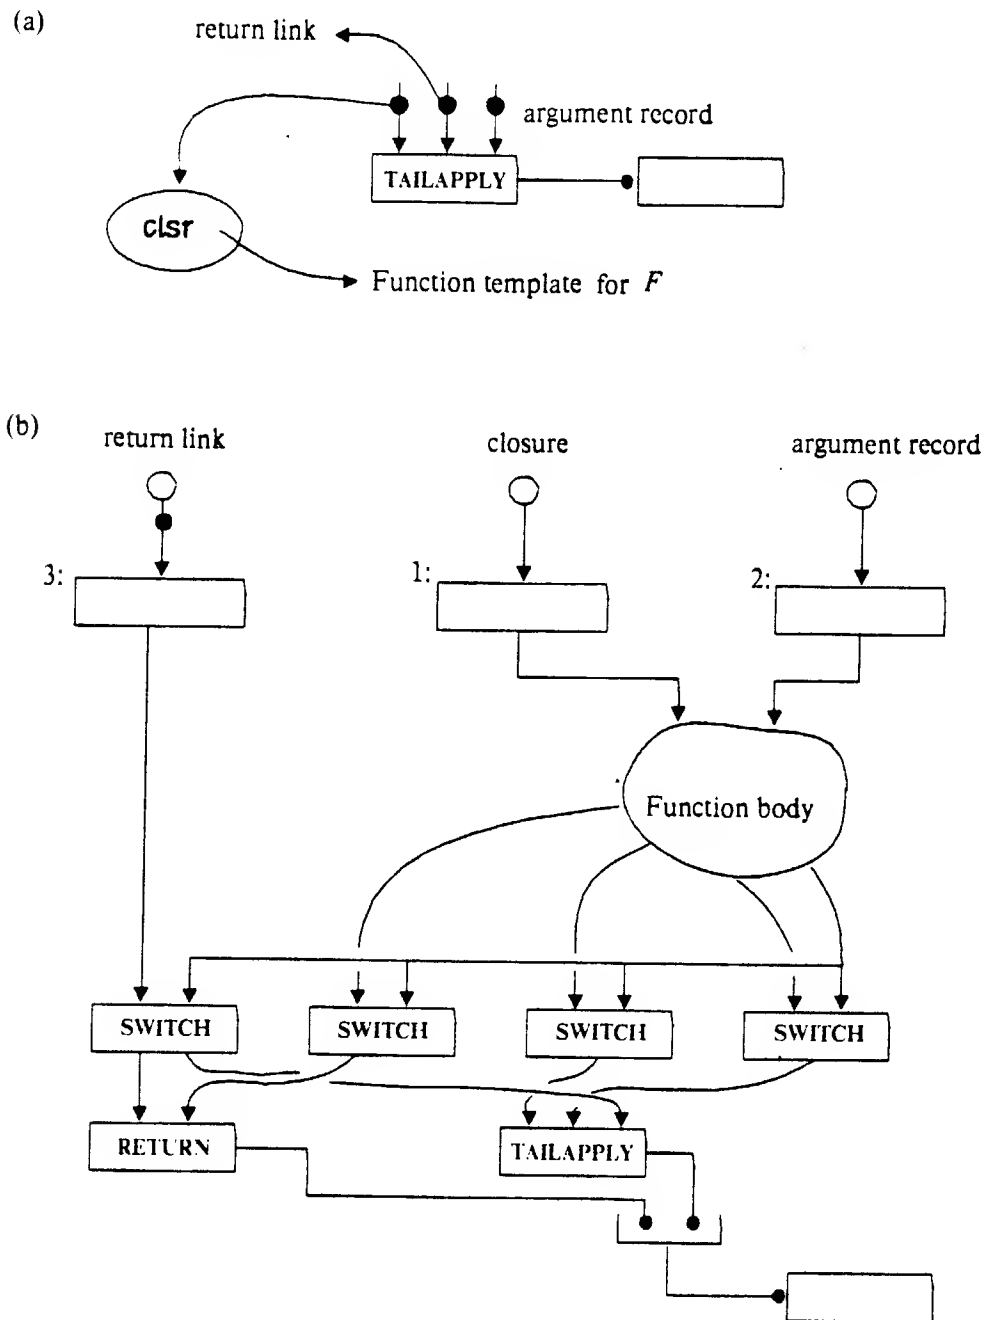 (a)
return link
argument record
TAILAPPLY
clsr
Function template for F
(b)
return link
closure
argument record
3:
1:
2:
Function body
SWITCH
SWITCH
SWITCH
SWITCH
RETURN
TAILAPPLY